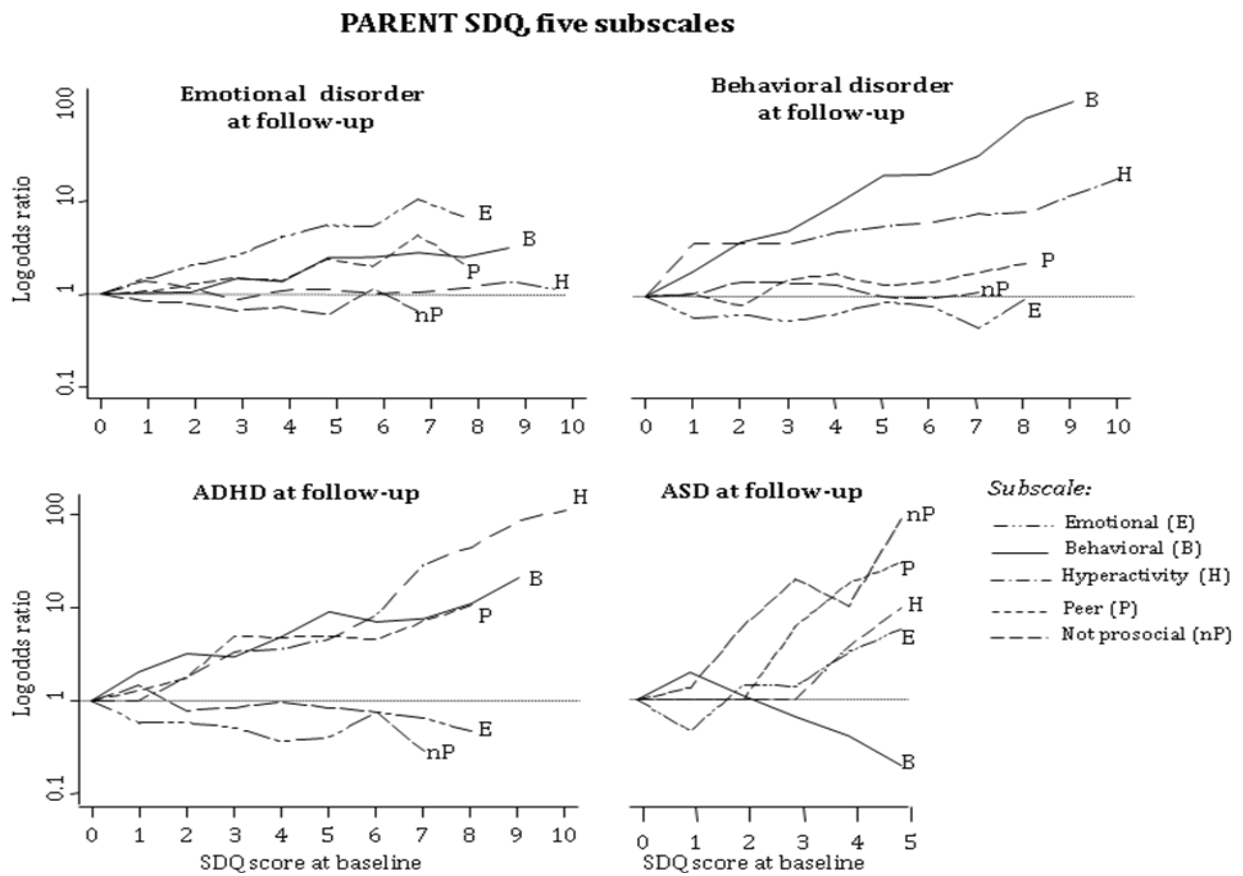 PARENT SDQ, five subscales
Emotional disorder
at follow-up
Log odds ratio
100
10
1
0.1
E
B
P
H
nP
0 1 2 3 4 5 6 7 8 9 10
Behavioral disorder
at follow-up
B
H
P
nP
E
0 1 2 3 4 5 6 7 8 9 10
ADHD at follow-up
Log odds ratio
100
10
1
0.1
H
B
P
E
nP
0 1 2 3 4 5 6 7 8 9 10
SDQ score at baseline
ASD at follow-up
nP
P
H
E
B
0 1 2 3 4 5
SDQ score at baseline
Subscale:
Emotional (E)
Behavioral (B)
Hyperactivity (H)
Peer (P)
Not prosocial (nP)